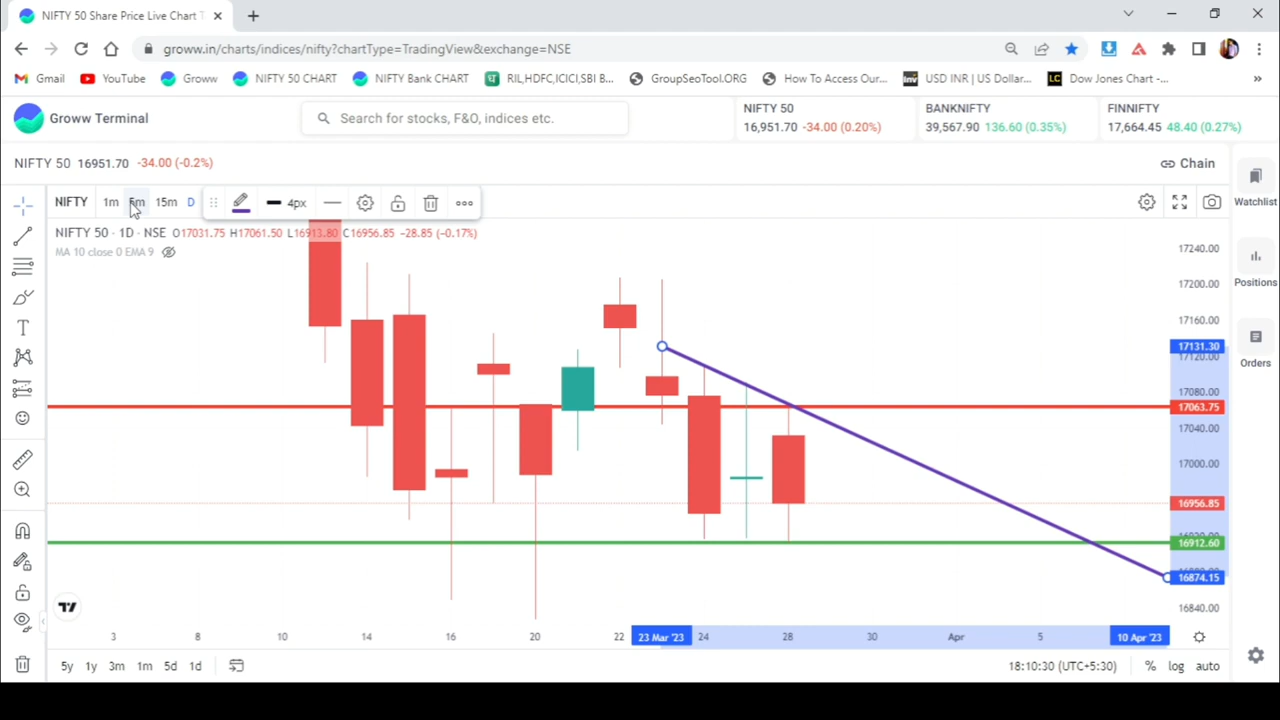 NIFTY 50 Share Price Live Chart T
groww.in/charts/indices/nifty?chartType=TradingView&exchange=NSE
Gmail YouTube Groww NIFTY 50 CHART NIFTY Bank CHART RIL,HDFC,ICICI,SBI B... GroupSeoTool.ORG How To Access Our... USD INR | US Dollar... Dow Jones Chart -...
Groww Terminal
Search for stocks, F&O, indices etc.
NIFTY 50
16,951.70 -34.00 (0.20%)
BANKNIFTY
39,567.90 136.60 (0.35%)
FINNIFTY
17,664.45 48.40 (0.27%)
NIFTY 50 16951.70 -34.00 (-0.2%)
Chain
NIFTY 1m 5m 15m D
4px
Watchlist
Positions
Orders
NIFTY 50 · 1D · NSE O17031.75 H17061.50 L16913.80 C16956.85 −28.85 (−0.17%)
MA 10 close 0 EMA 9
17240.00
17200.00
17160.00
17131.30
17120.00
17080.00
17063.75
17040.00
17000.00
16956.85
16912.60
16874.15
16840.00
3 8 10 14 16 20 22 23 Mar '23 24 28 30 Apr 5 10 Apr '23
5y 1y 3m 1m 5d 1d
18:10:30 (UTC+5:30) % log auto